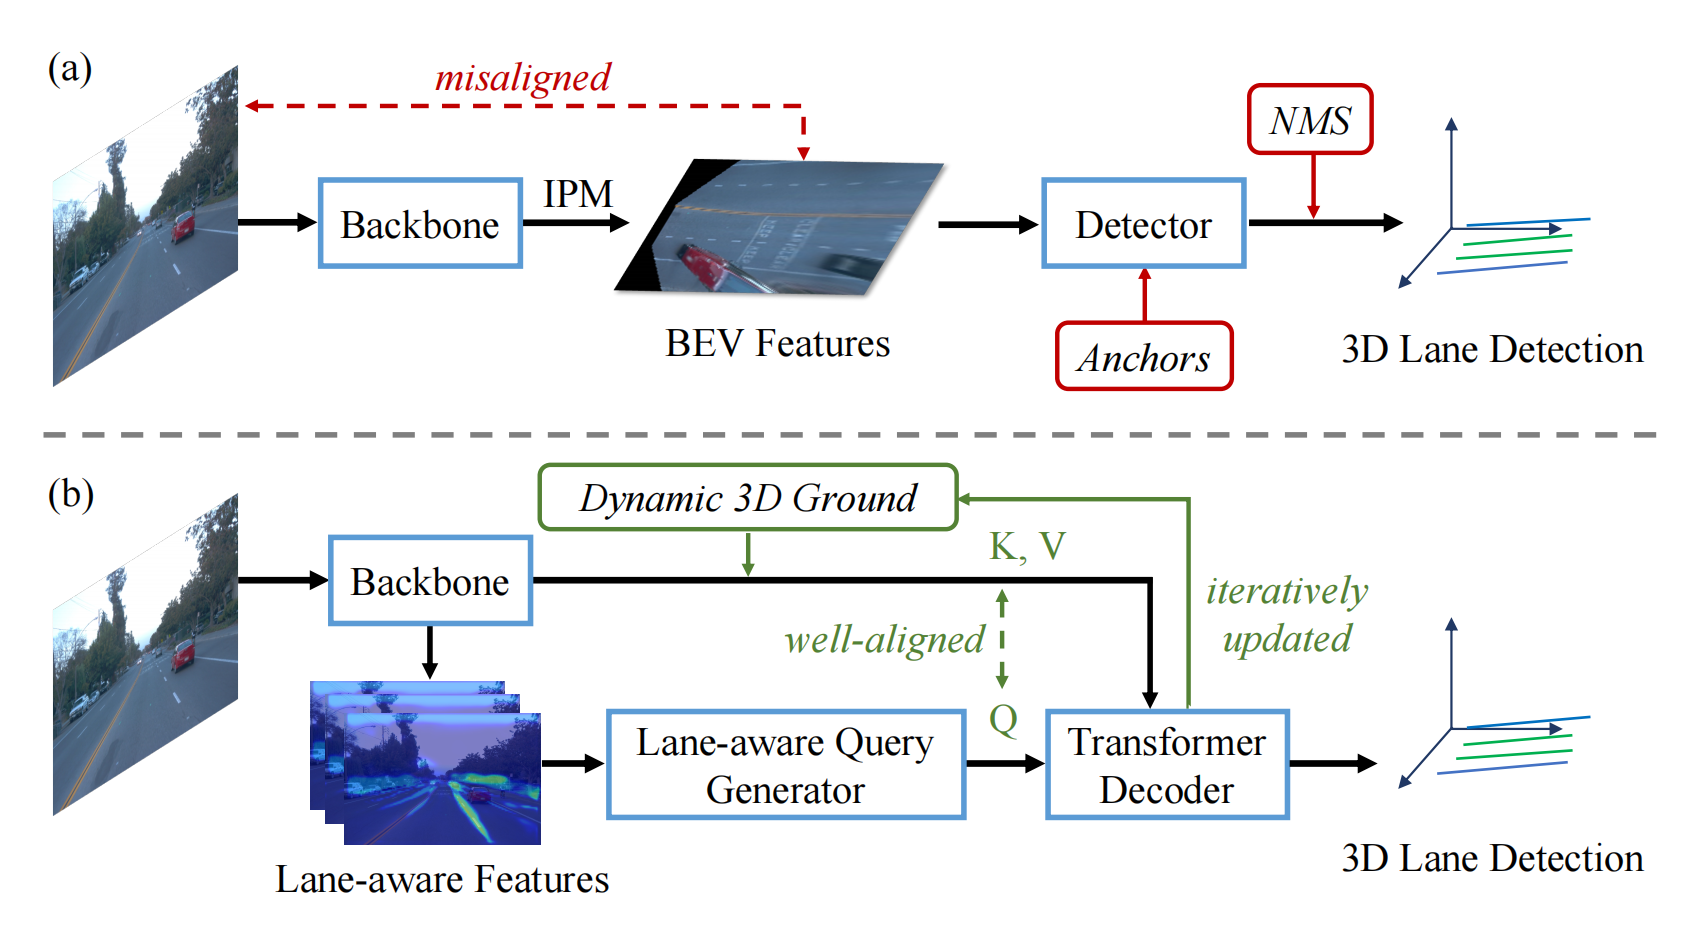 (a)
misaligned
NMS
Backbone
IPM
Detector
BEV Features
Anchors
3D Lane Detection
(b)
Dynamic 3D Ground
K, V
Backbone
iteratively
updated
well-aligned
Q
Lane-aware Query
Generator
Transformer
Decoder
Lane-aware Features
3D Lane Detection